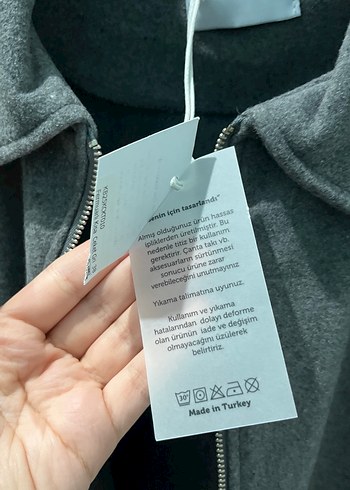 "Senin için tasarlandı"
Almış olduğunuz ürün hassas
ipliklerden üretilmiştir. Bu
nedenle titiz bir kullanım
gerektirir. Çanta takı vb.
aksesuarların sürtünmesi
sonucu ürüne zarar
verebileceğini unutmayınız
Yıkama talimatına uyunuz.
Kullanım ve yıkama
hatalarından dolayı deforme
olan ürünün iade ve değişim
olmayacağını üzülerek
belirtiriz.
30°
Made in Turkey